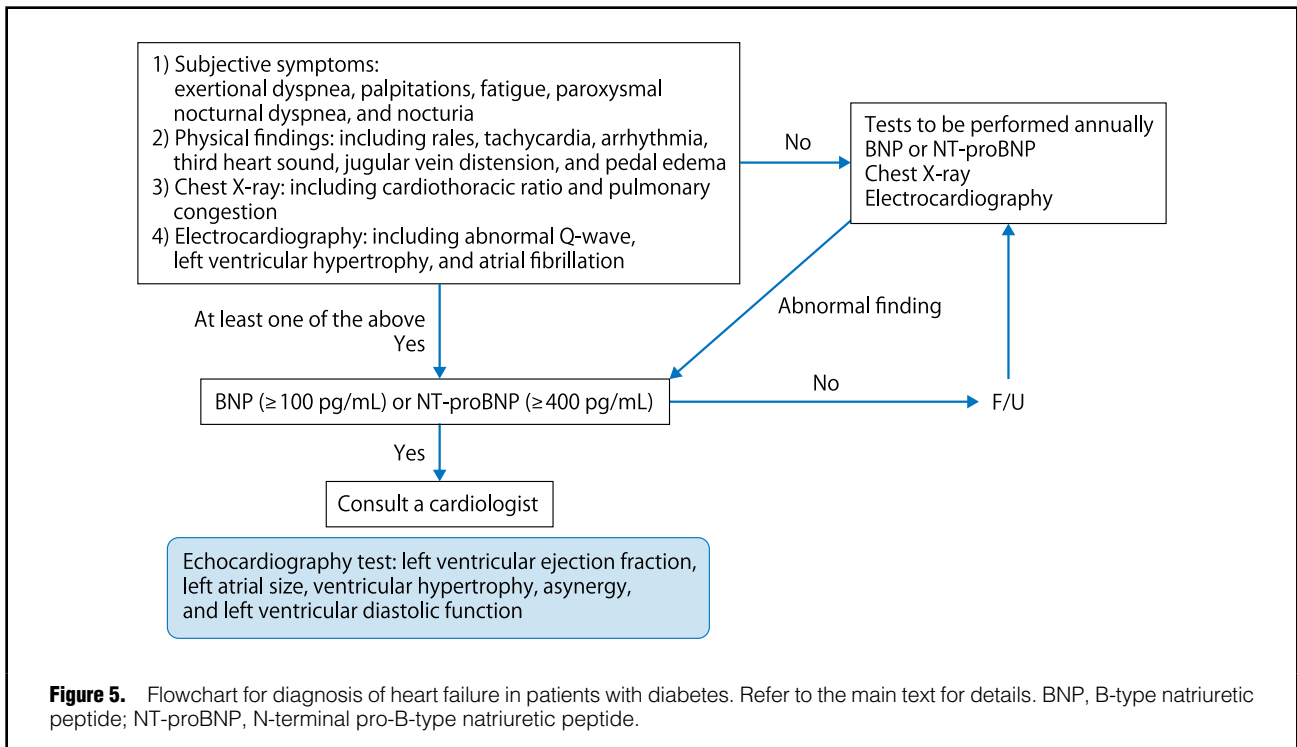 1) Subjective symptoms:
exertional dyspnea, palpitations, fatigue, paroxysmal
nocturnal dyspnea, and nocturia
2) Physical findings: including rales, tachycardia, arrhythmia,
third heart sound, jugular vein distension, and pedal edema
3) Chest X-ray: including cardiothoracic ratio and pulmonary
congestion
4) Electrocardiography: including abnormal Q-wave,
left ventricular hypertrophy, and atrial fibrillation
No
Tests to be performed annually
BNP or NT-proBNP
Chest X-ray
Electrocardiography
At least one of the above
Yes
Abnormal finding
BNP (≥100 pg/mL) or NT-proBNP (≥400 pg/mL)
No
F/U
Yes
Consult a cardiologist
Echocardiography test: left ventricular ejection fraction,
left atrial size, ventricular hypertrophy, asynergy,
and left ventricular diastolic function
Figure 5. Flowchart for diagnosis of heart failure in patients with diabetes. Refer to the main text for details. BNP, B-type natriuretic
peptide; NT-proBNP, N-terminal pro-B-type natriuretic peptide.